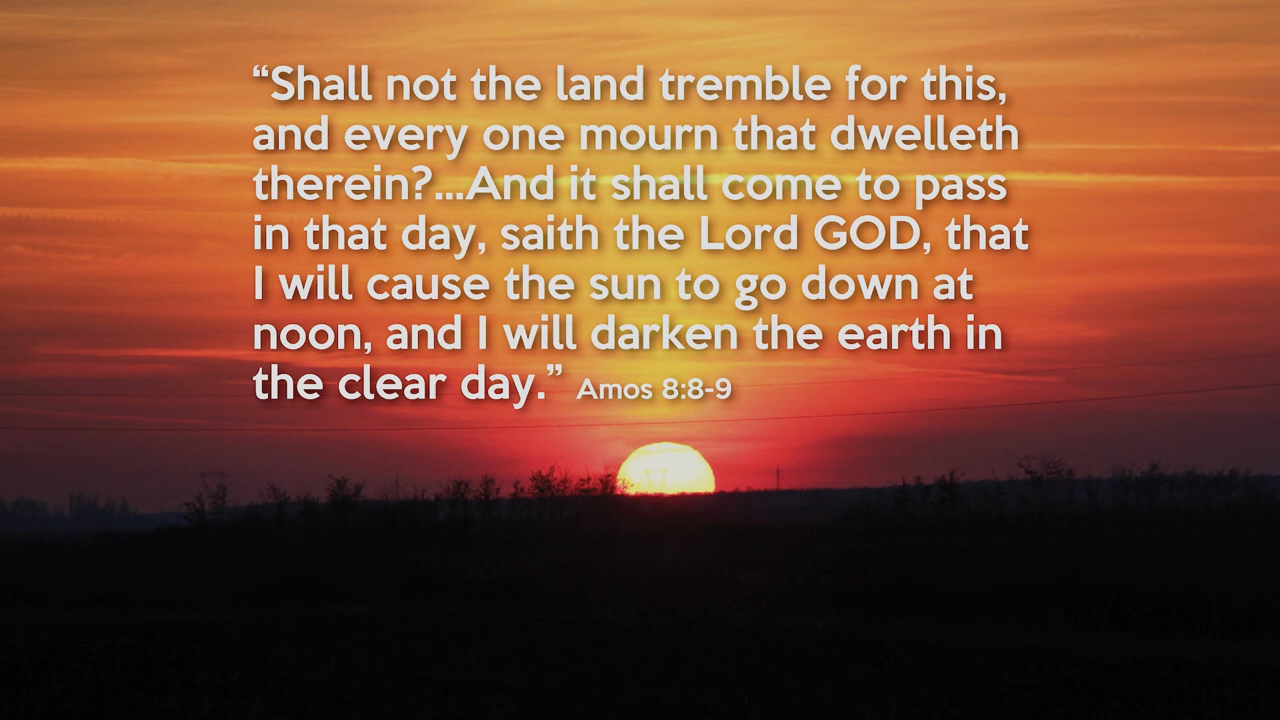 “Shall not the land tremble for this,
and every one mourn that dwelleth
therein?...And it shall come to pass
in that day, saith the Lord GOD, that
I will cause the sun to go down at
noon, and I will darken the earth in
the clear day.” Amos 8:8-9